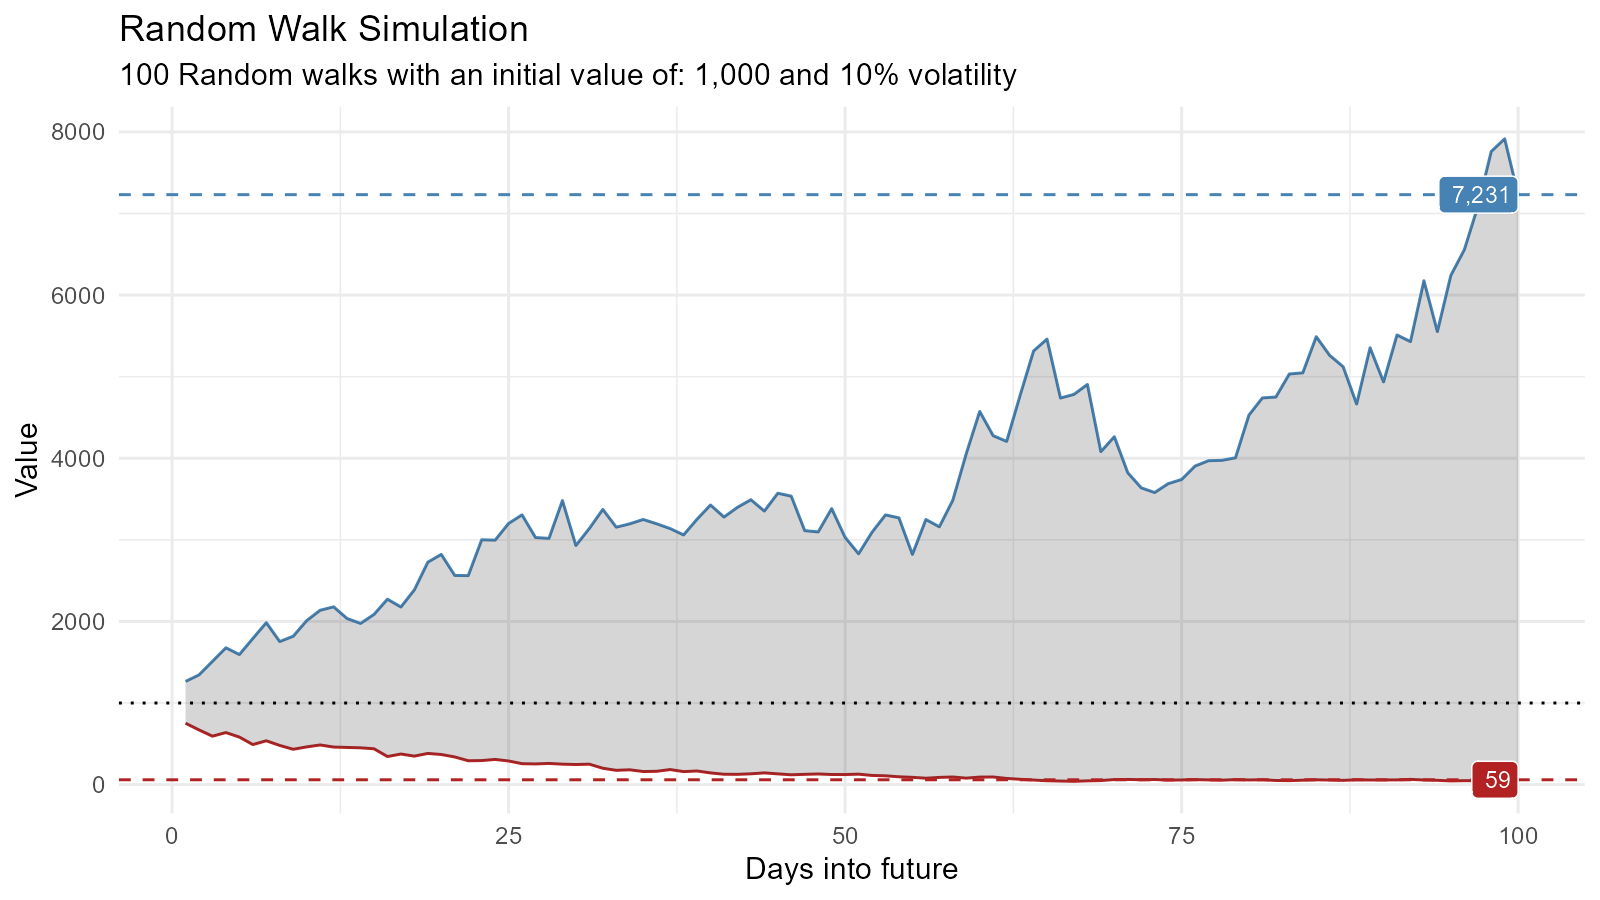 Random Walk Simulation
100 Random walks with an initial value of: 1,000 and 10% volatility
8000
7,231
6000
4000
Value
2000
0
59
0 25 50 75 100
Days into future